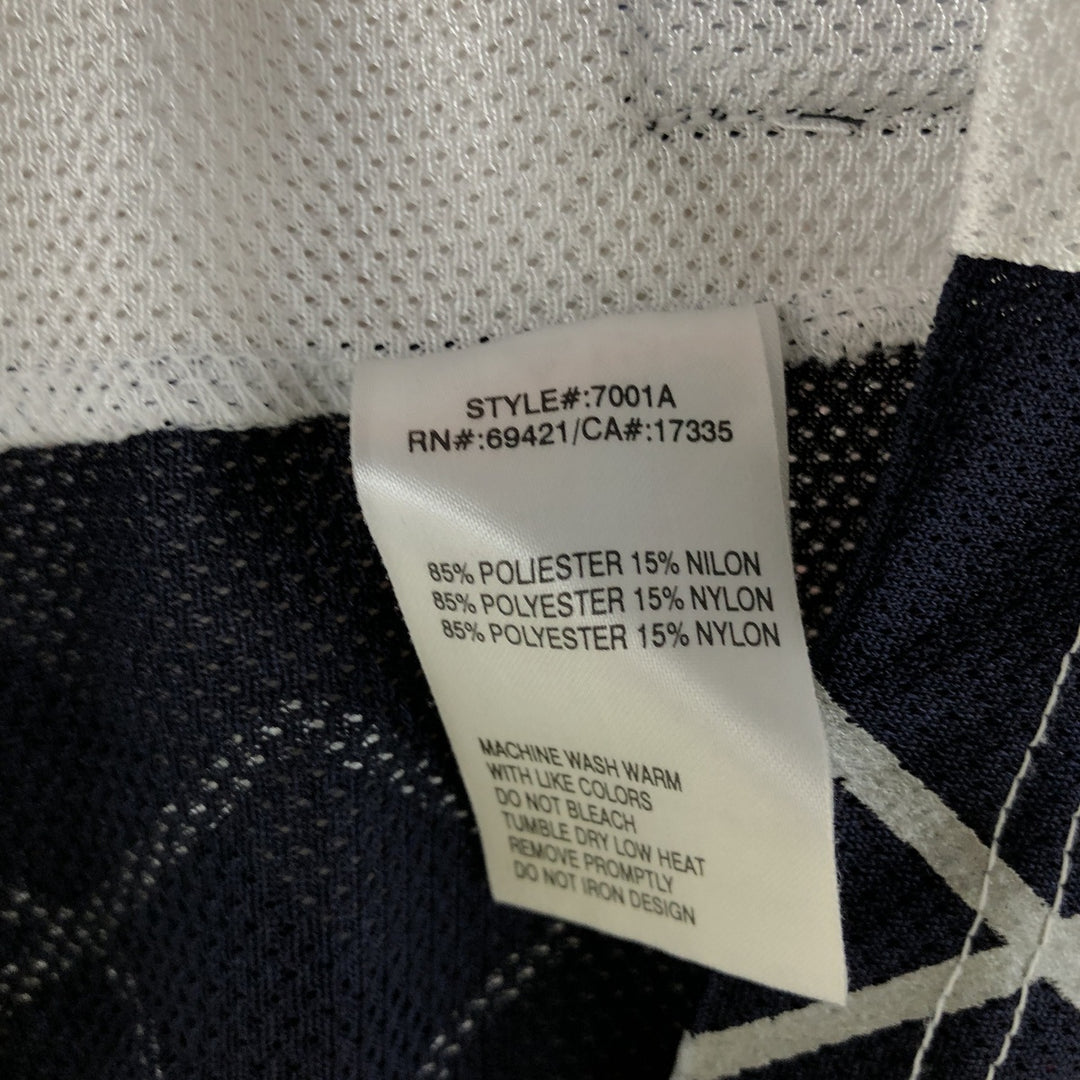 STYLE#:7001A
RN#:69421/CA#:17335
85% POLIESTER 15% NILON
85% POLYESTER 15% NYLON
85% POLYESTER 15% NYLON
MACHINE WASH WARM
WITH LIKE COLORS
DO NOT BLEACH
TUMBLE DRY LOW HEAT
REMOVE PROMPTLY
DO NOT IRON DESIGN